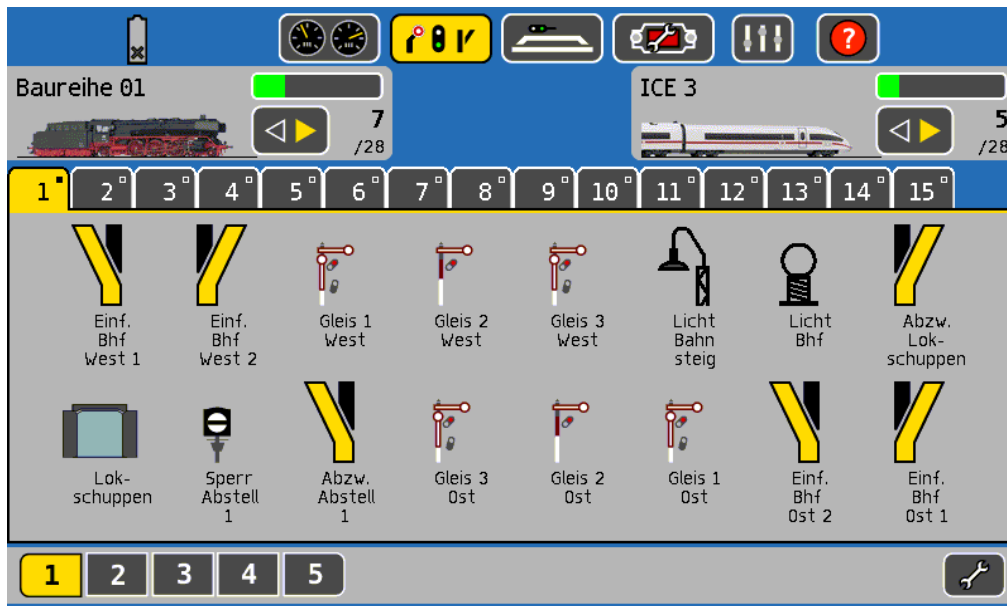 ?
Baureihe 01
7
/28
ICE 3
5
/28
1 2 3 4 5 6 7 8 9 10 11 12 13 14 15
Einf. Einf. Gleis 1 Gleis 2 Gleis 3 Licht Licht Abzw.
Bhf Bhf West West West Bahn Bhf Lok-
West 1 West 2 steig schuppen
Lok- Sperr Abzw. Gleis 3 Gleis 2 Gleis 1 Einf. Einf.
schuppen Abstell Abstell Ost Ost Ost Bhf Bhf
1 1 Ost 2 Ost 1
1 2 3 4 5